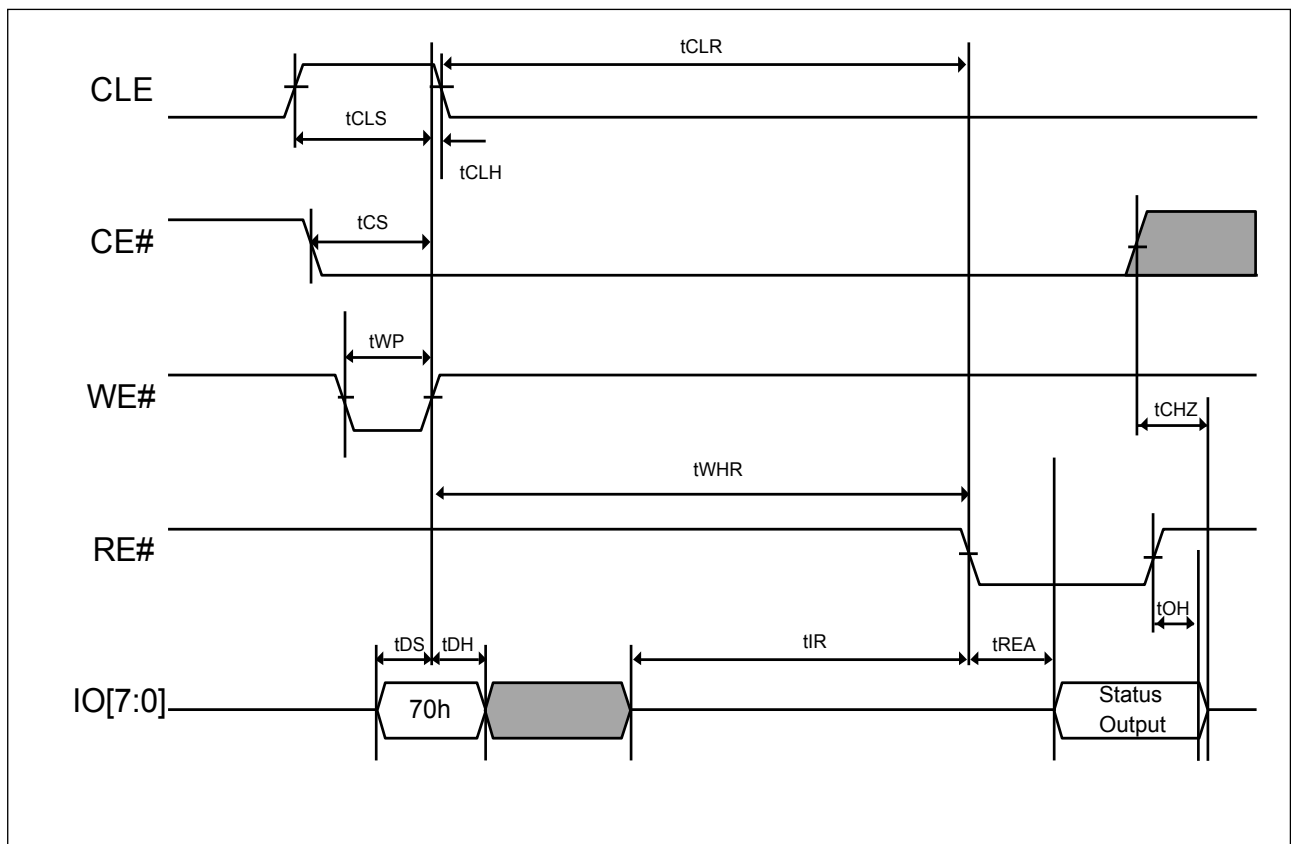 tCLR
CLE
tCLS
tCLH
tCS
CE#
tWP
WE#
tCHZ
tWHR
RE#
tOH
tDS
tDH
tIR
tREA
IO[7:0]
70h
Status
Output